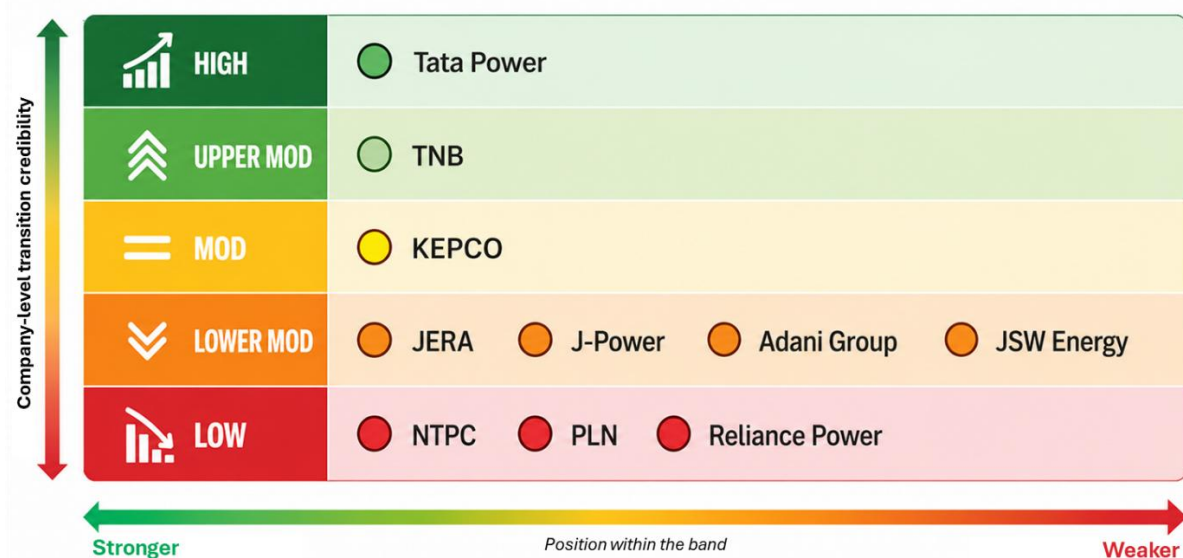 Company-level transition credibility
HIGH
Tata Power
UPPER MOD
TNB
MOD
KEPCO
LOWER MOD
JERA J-Power Adani Group JSW Energy
LOW
NTPC PLN Reliance Power
Stronger Position within the band Weaker